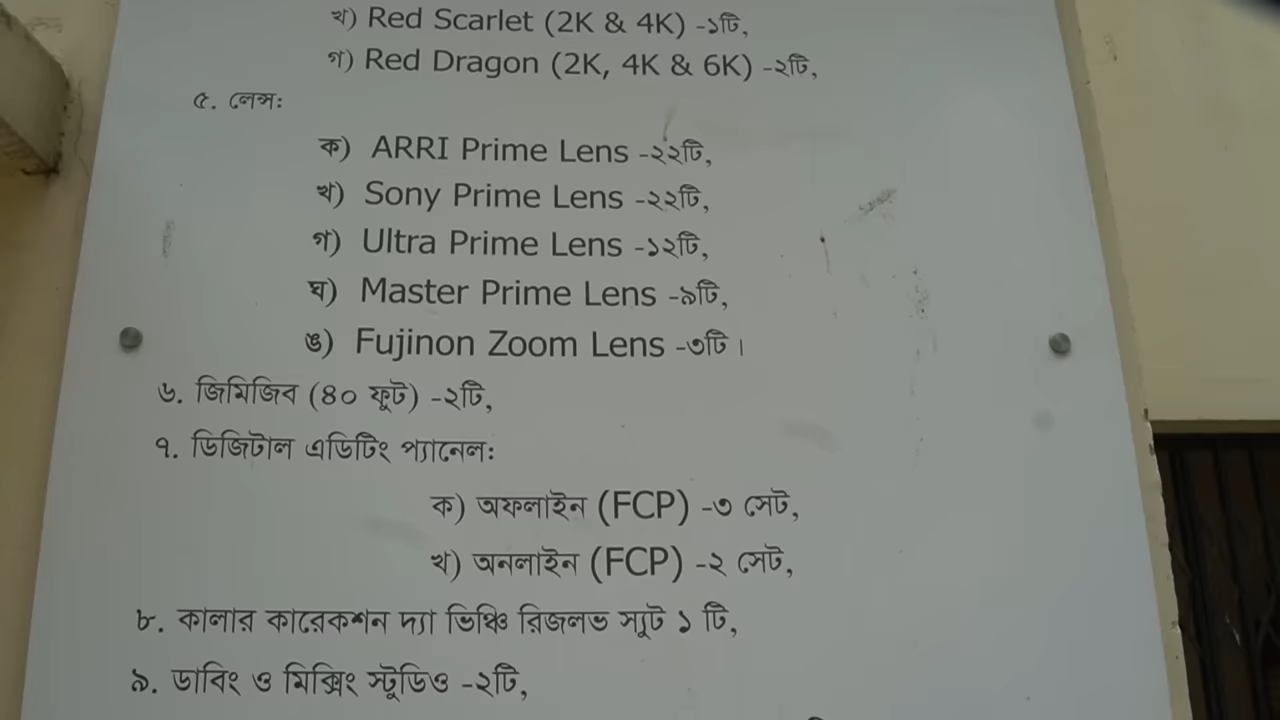 খ) Red Scarlet (2K & 4K) -১টি,
গ) Red Dragon (2K, 4K & 6K) -২টি,
৫. লেন্সঃ
ক) ARRI Prime Lens -২২টি,
খ) Sony Prime Lens -২২টি,
গ) Ultra Prime Lens -১২টি,
ঘ) Master Prime Lens -৯টি,
ঙ) Fujinon Zoom Lens -৩টি।
৬. জিমিজিব (৪০ ফূট) -২টি,
৭. ডিজিটাল এডিটিং প্যানেলঃ
ক) অফলাইন (FCP) -৩ সেট,
খ) অনলাইন (FCP) -২ সেট,
৮. কালার কারেকশন দ্যা ভিঞ্চি রিজলভ স্যূট ১ টি,
৯. ডাবিং ও মিক্সিং স্টূডিও -২টি,